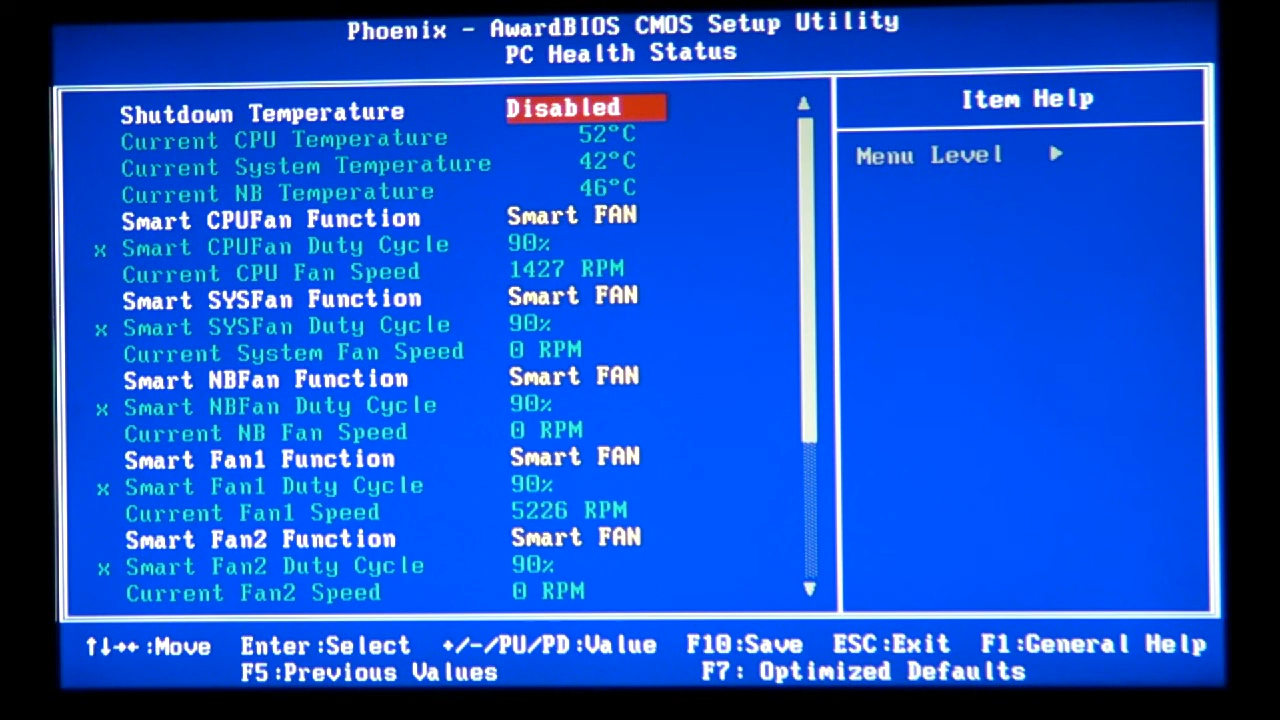 Phoenix - AwardBIOS CMOS Setup Utility
PC Health Status
Shutdown Temperature Disabled
Current CPU Temperature 52°C
Current System Temperature 42°C
Current NB Temperature 46°C
Smart CPUFan Function Smart FAN
x Smart CPUFan Duty Cycle 90%
Current CPU Fan Speed 1427 RPM
Smart SYSFan Function Smart FAN
x Smart SYSFan Duty Cycle 90%
Current System Fan Speed 0 RPM
Smart NBFan Function Smart FAN
x Smart NBFan Duty Cycle 90%
Current NB Fan Speed 0 RPM
Smart Fan1 Function Smart FAN
x Smart Fan1 Duty Cycle 90%
Current Fan1 Speed 5226 RPM
Smart Fan2 Function Smart FAN
x Smart Fan2 Duty Cycle 90%
Current Fan2 Speed 0 RPM
Item Help
Menu Level ▶
↑↓→←:Move Enter:Select +/-/PU/PD:Value F10:Save ESC:Exit F1:General Help
F5:Previous Values F7: Optimized Defaults